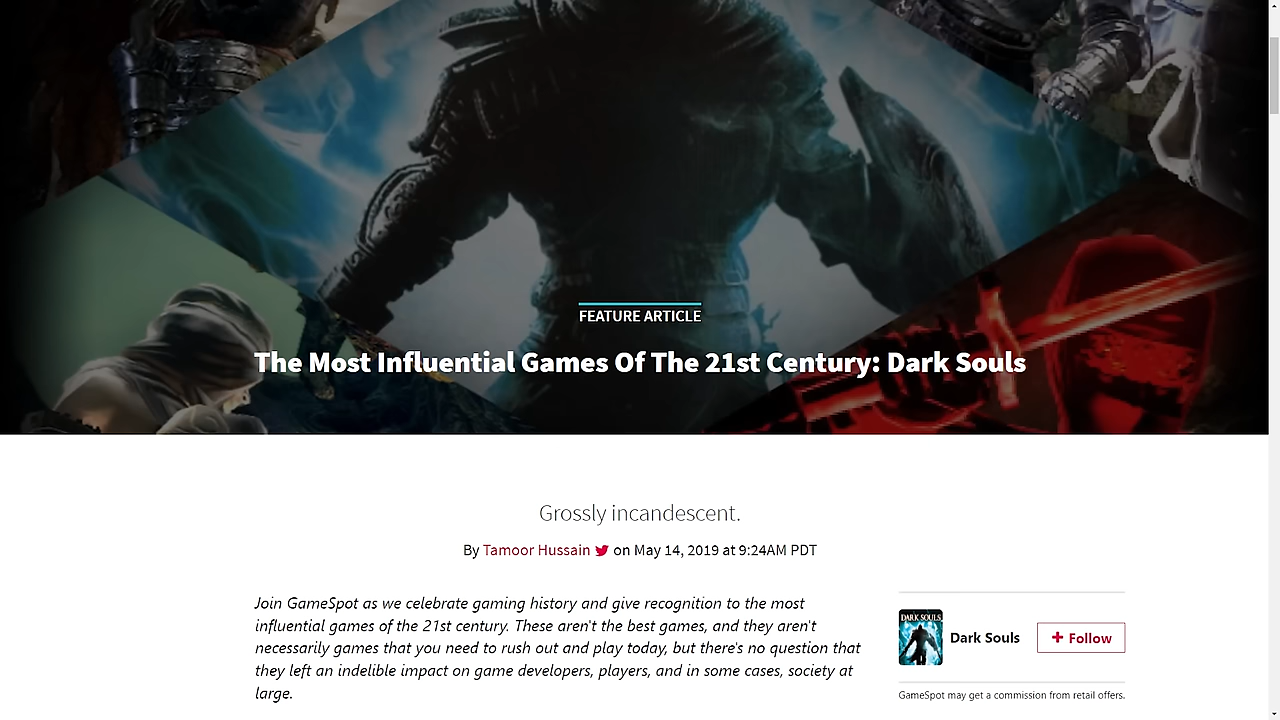 FEATURE ARTICLE
The Most Influential Games Of The 21st Century: Dark Souls
Grossly incandescent.
By Tamoor Hussain on May 14, 2019 at 9:24AM PDT
Join GameSpot as we celebrate gaming history and give recognition to the most
influential games of the 21st century. These aren't the best games, and they aren't
necessarily games that you need to rush out and play today, but there's no question that
they left an indelible impact on game developers, players, and in some cases, society at
large.
DARK SOULS
Dark Souls
+ Follow
GameSpot may get a commission from retail offers.